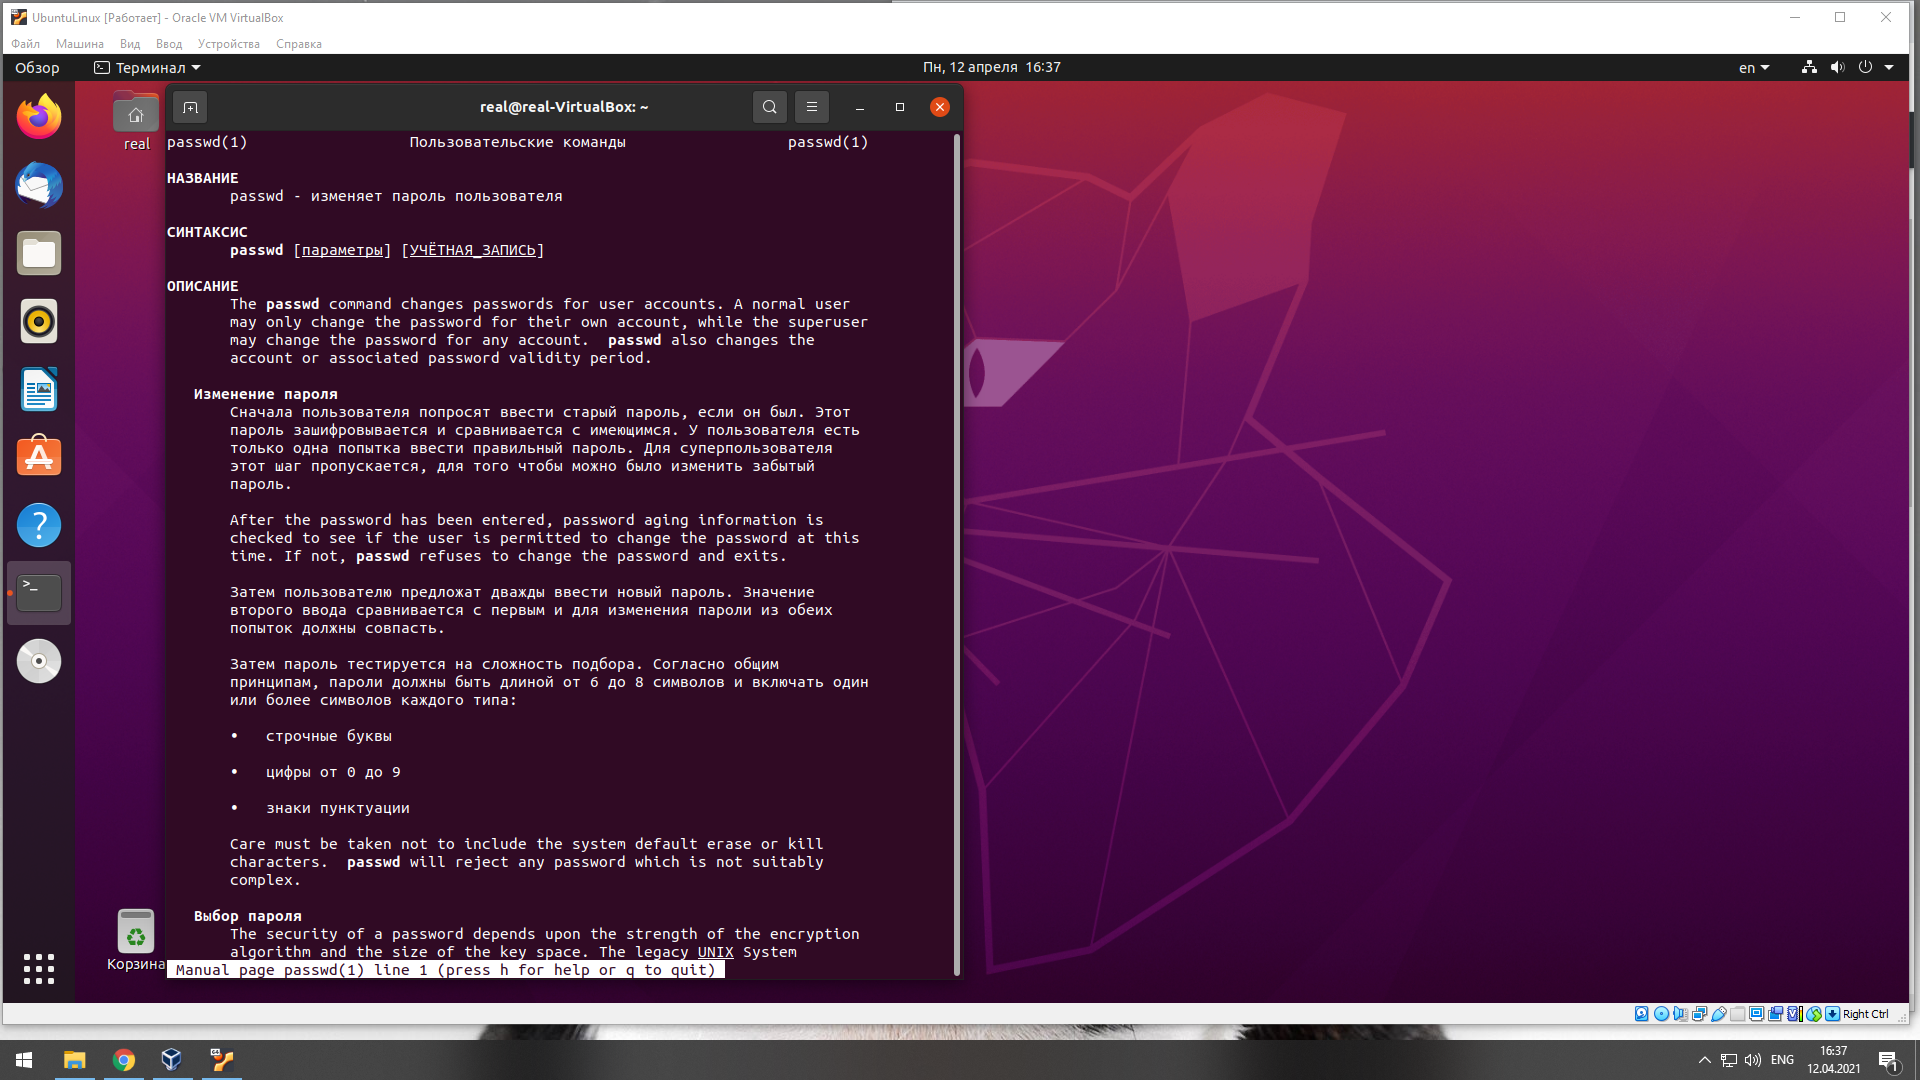 UbuntuLinux [Работает] - Oracle VM VirtualBox
Файл Машина Вид Ввод Устройства Справка
Обзор Терминал Пн, 12 апреля 16:37 en
real@real-VirtualBox: ~
real
passwd(1) Пользовательские команды passwd(1)
НАЗВАНИЕ
passwd - изменяет пароль пользователя
СИНТАКСИС
passwd [параметры] [УЧЁТНАЯ_ЗАПИСЬ]
ОПИСАНИЕ
The passwd command changes passwords for user accounts. A normal user
may only change the password for their own account, while the superuser
may change the password for any account. passwd also changes the
account or associated password validity period.
Изменение пароля
Сначала пользователя попросят ввести старый пароль, если он был. Этот
пароль зашифровывается и сравнивается с имеющимся. У пользователя есть
только одна попытка ввести правильный пароль. Для суперпользователя
этот шаг пропускается, для того чтобы можно было изменить забытый
пароль.
After the password has been entered, password aging information is
checked to see if the user is permitted to change the password at this
time. If not, passwd refuses to change the password and exits.
Затем пользователю предложат дважды ввести новый пароль. Значение
второго ввода сравнивается с первым и для изменения пароли из обеих
попыток должны совпасть.
Затем пароль тестируется на сложность подбора. Согласно общим
принципам, пароли должны быть длиной от 6 до 8 символов и включать один
или более символов каждого типа:
• строчные буквы
• цифры от 0 до 9
• знаки пунктуации
Care must be taken not to include the system default erase or kill
characters. passwd will reject any password which is not suitably
complex.
Выбор пароля
The security of a password depends upon the strength of the encryption
algorithm and the size of the key space. The legacy UNIX System
Manual page passwd(1) line 1 (press h for help or q to quit)
Корзина
Right Ctrl
ENG
16:37
12.04.2021
1